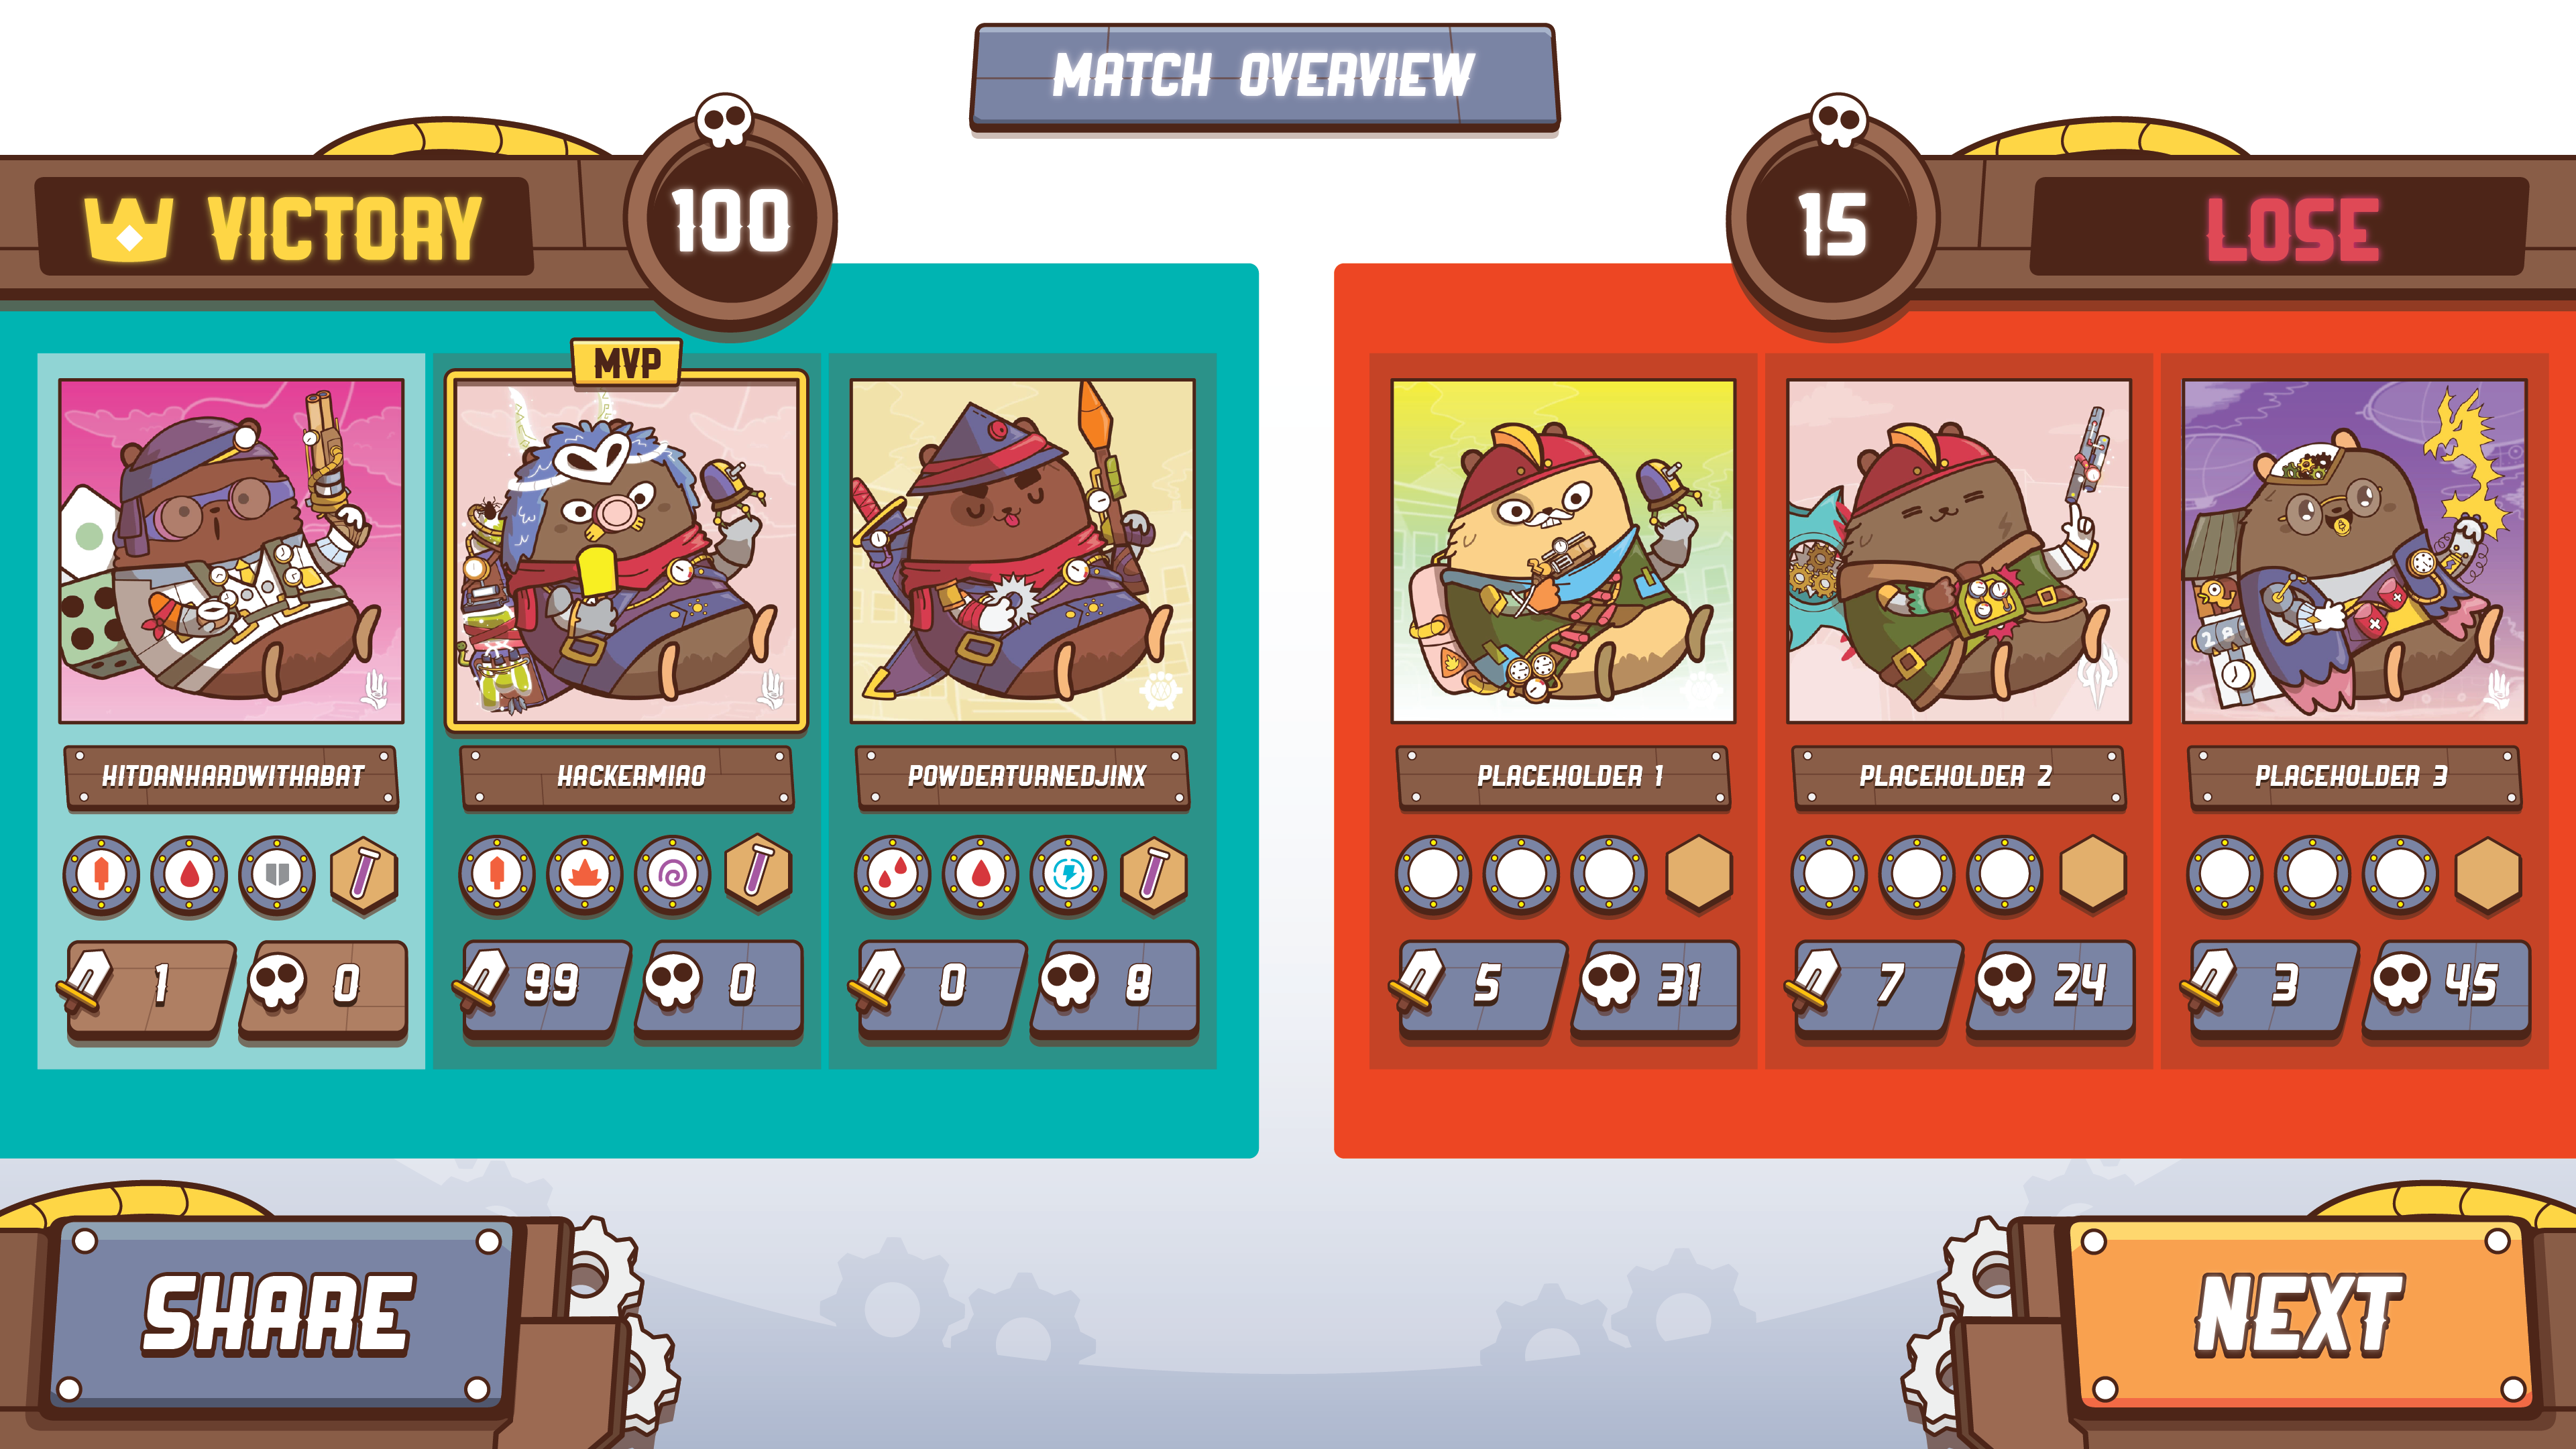 MATCH OVERVIEW
VICTORY
100
15
LOSE
MVP
HITDANHARDWITHABAT
HACKERMIAO
POWDERTURNEDJINX
PLACEHOLDER 1
PLACEHOLDER 2
PLACEHOLDER 3
1
0
99
0
0
8
5
31
7
24
3
45
SHARE
NEXT